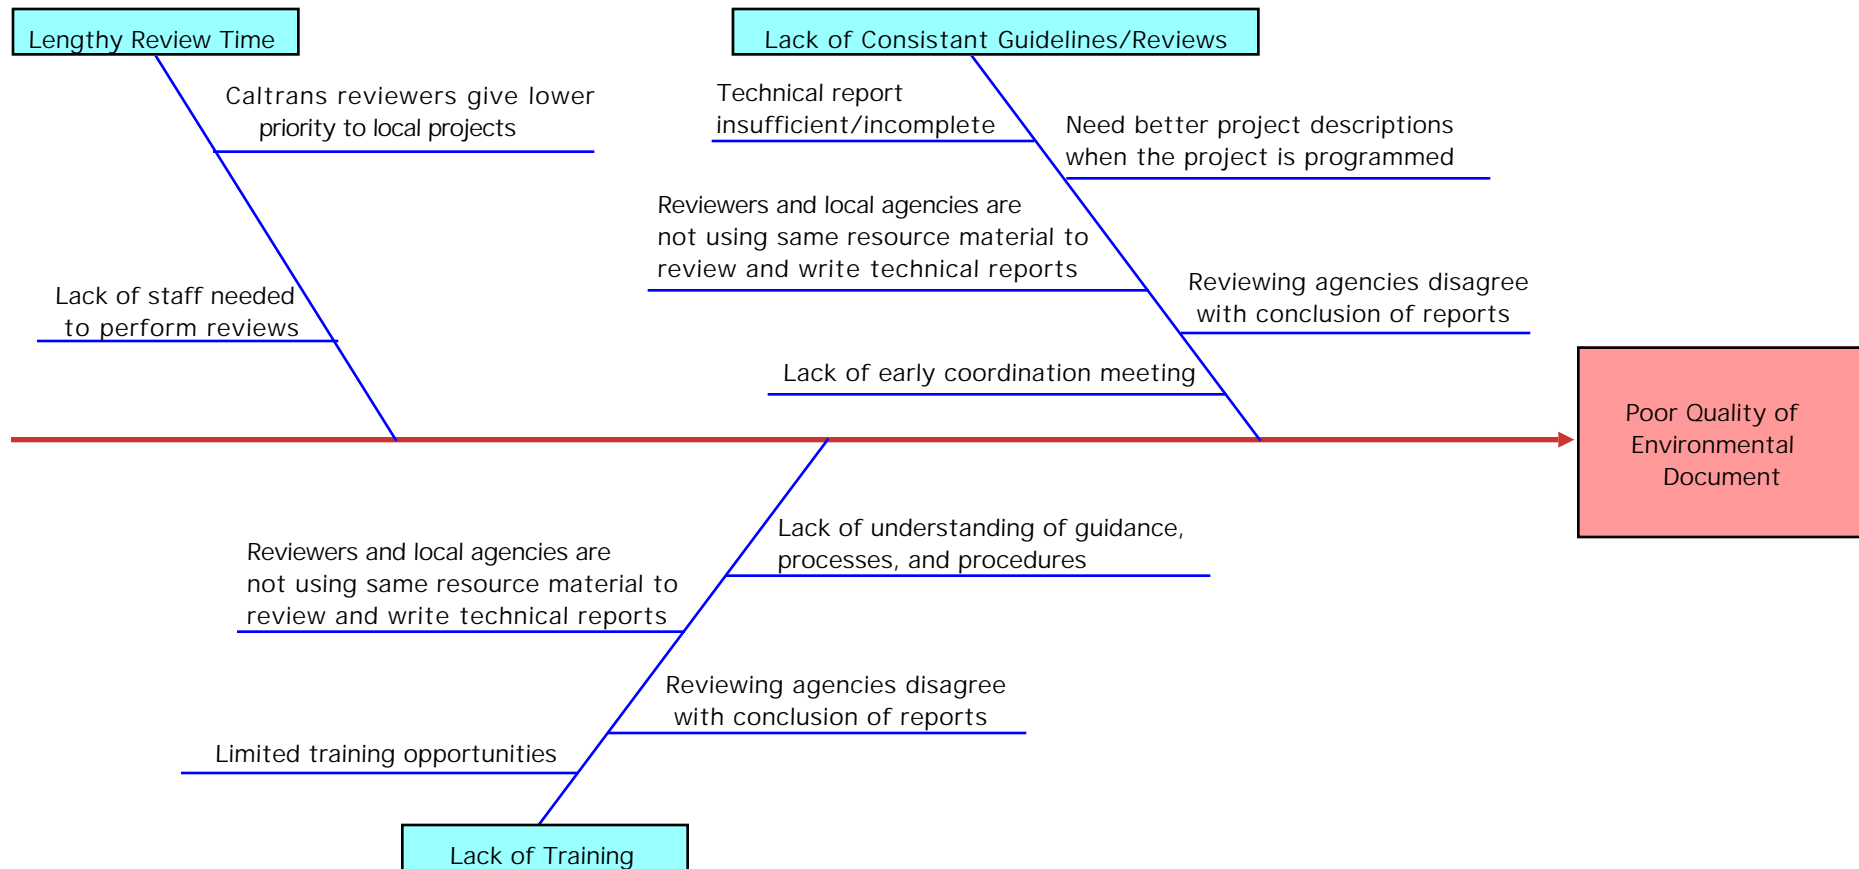 Lengthy Review Time
Lack of Consistant Guidelines/Reviews
Caltrans reviewers give lower
priority to local projects
Technical report
insufficient/incomplete
Need better project descriptions
when the project is programmed
Reviewers and local agencies are
not using same resource material to
review and write technical reports
Lack of staff needed
to perform reviews
Reviewing agencies disagree
with conclusion of reports
Lack of early coordination meeting
Poor Quality of
Environmental
Document
Lack of understanding of guidance,
processes, and procedures
Reviewers and local agencies are
not using same resource material to
review and write technical reports
Reviewing agencies disagree
with conclusion of reports
Limited training opportunities
Lack of Training